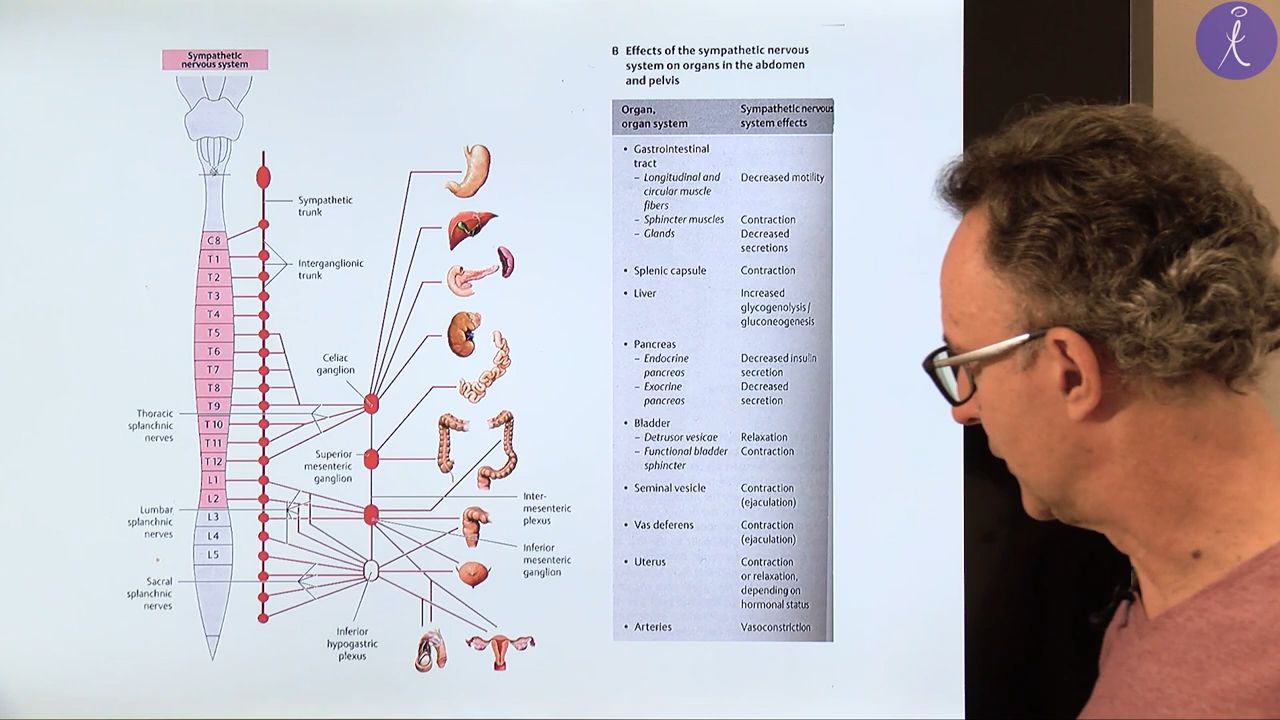 Sympathetic
nervous system
Sympathetic
trunk
Interganglionic
trunk
C8
T1
T2
T3
T4
T5
T6
T7
T8
T9
T10
T11
T12
L1
L2
L3
L4
L5
Celiac
ganglion
Thoracic
splanchnic
nerves
Superior
mesenteric
ganglion
Lumbar
splanchnic
nerves
Inter-
mesenteric
plexus
Inferior
mesenteric
ganglion
Sacral
splanchnic
nerves
Inferior
hypogastric
plexus
B Effects of the sympathetic nervous
system on organs in the abdomen
and pelvis
Organ, Sympathetic nervous
organ system system effects
• Gastrointestinal
tract
– Longitudinal and Decreased motility
circular muscle
fibers
– Sphincter muscles Contraction
– Glands Decreased
secretions
• Splenic capsule Contraction
• Liver Increased
glycogenolysis/
gluconeogenesis
• Pancreas
– Endocrine Decreased insulin
pancreas secretion
– Exocrine Decreased
pancreas secretion
• Bladder
– Detrusor vesicae Relaxation
– Functional bladder Contraction
sphincter
• Seminal vesicle Contraction
(ejaculation)
• Vas deferens Contraction
(ejaculation)
• Uterus Contraction
or relaxation,
depending on
hormonal status
• Arteries Vasoconstriction